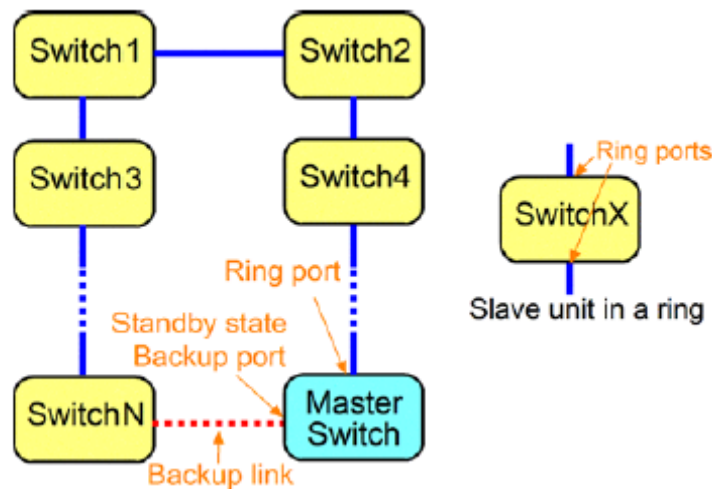 Switch1
Switch2
Switch3
Switch4
Ring ports
SwitchX
Slave unit in a ring
Ring port
Standby state
Backup port
SwitchN
Master
Switch
Backup link